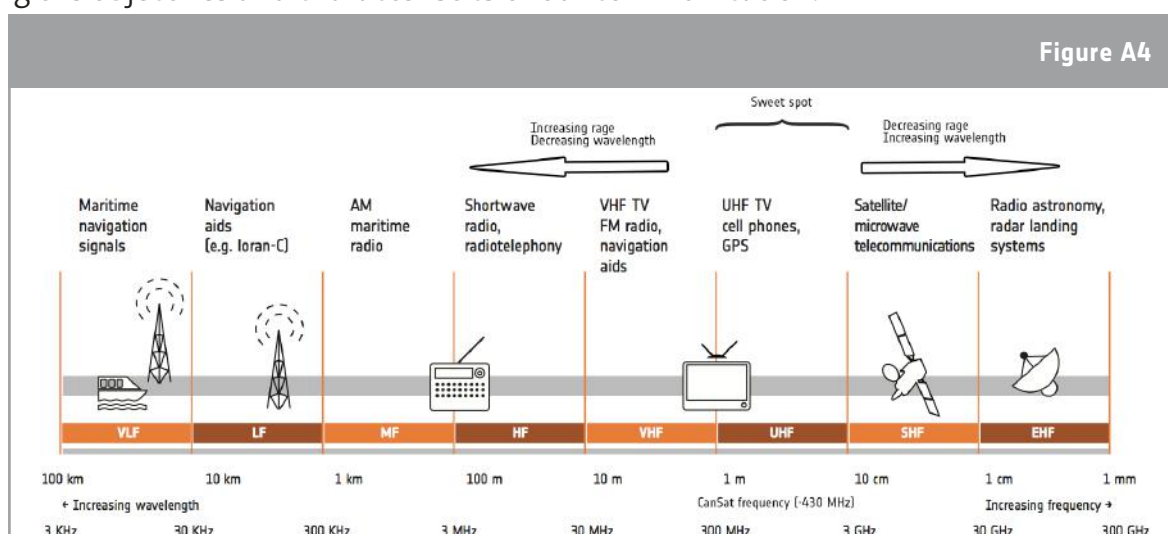 Figure A4
Sweet spot
Increasing rage
Decreasing wavelength
Decreasing rage
Increasing wavelength
Maritime
navigation
signals
Navigation
aids
(e.g. loran-C)
AM
maritime
radio
Shortwave
radio,
radiotelephony
VHF TV
FM radio,
navigation
aids
UHF TV
cell phones,
GPS
Satellite/
microwave
telecommunications
Radio astronomy,
radar landing
systems
VLF LF MF HF VHF UHF SHF EHF
100 km 10 km 1 km 100 m 10 m 1 m 10 cm 1 cm 1 mm
← Increasing wavelength CanSat frequency (~430 MHz) Increasing frequency →
3 KHz 30 KHz 300 KHz 3 MHz 30 MHz 300 MHz 3 GHz 30 GHz 300 GHz